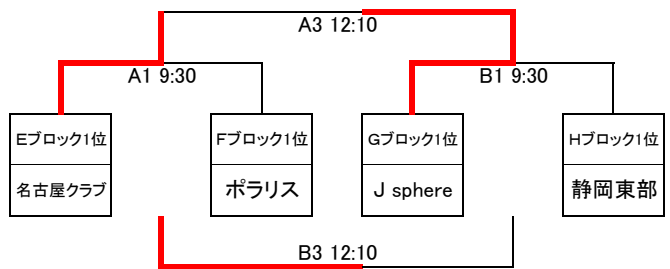 A3 12:10
A1 9:30
B1 9:30
Eブロック1位
Fブロック1位
Gブロック1位
Hブロック1位
名古屋クラブ
ポラリス
J sphere
静岡東部
B3 12:10